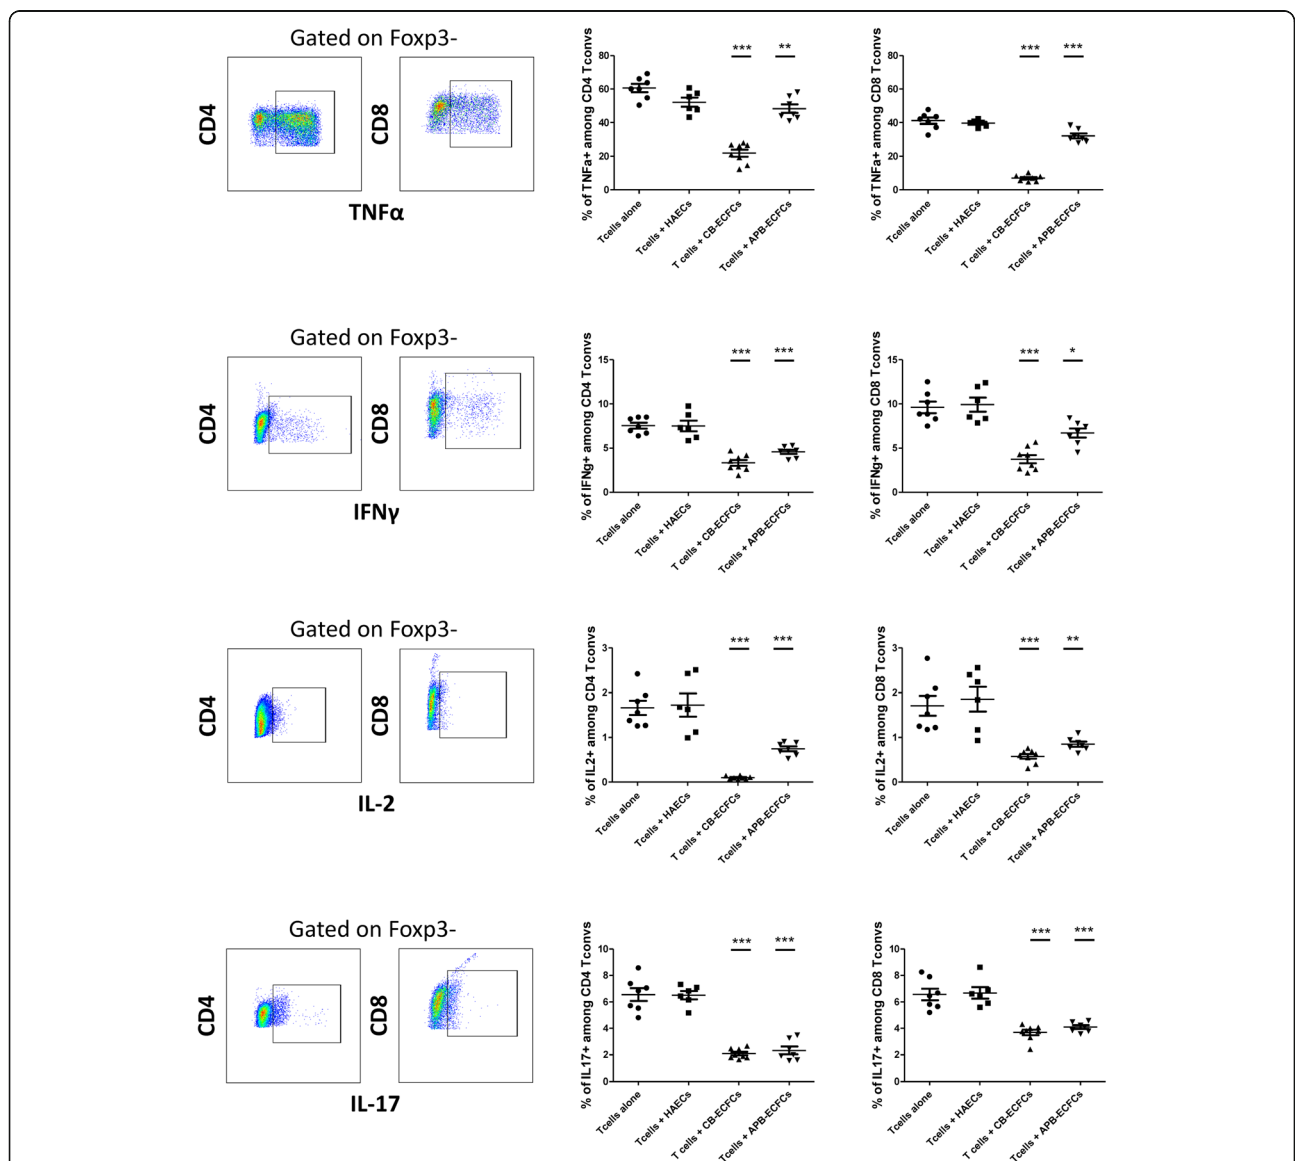 Gated on Foxp3-
CD4
CD8
TNFα
% of TNFa+ among CD4 Tconvs
80
60
40
20
0
***
**
Tcells alone
Tcells + HAECs
T cells + CB-ECFCs
Tcells + APB-ECFCs
% of TNFa+ among CD8 Tconvs
80
60
40
20
0
***
***
Tcells alone
Tcells + HAECs
T cells + CB-ECFCs
Tcells + APB-ECFCs
Gated on Foxp3-
CD4
CD8
IFNγ
% of IFNg+ among CD4 Tconvs
15
10
5
0
***
***
Tcells alone
Tcells + HAECs
T cells + CB-ECFCs
Tcells + APB-ECFCs
% of IFNg+ among CD8 Tconvs
15
10
5
0
***
*
Tcells alone
Tcells + HAECs
T cells + CB-ECFCs
Tcells + APB-ECFCs
Gated on Foxp3-
CD4
CD8
IL-2
% of IL2+ among CD4 Tconvs
3
2
1
0
***
***
Tcells alone
Tcells + HAECs
T cells + CB-ECFCs
Tcells + APB-ECFCs
% of IL2+ among CD8 Tconvs
3
2
1
0
***
**
Tcells alone
Tcells + HAECs
T cells + CB-ECFCs
Tcells + APB-ECFCs
Gated on Foxp3-
CD4
CD8
IL-17
% of IL17+ among CD4 Tconvs
10
8
6
4
2
0
***
***
Tcells alone
Tcells + HAECs
T cells + CB-ECFCs
Tcells + APB-ECFCs
% of IL17+ among CD8 Tconvs
10
8
6
4
2
0
***
***
Tcells alone
Tcells + HAECs
T cells + CB-ECFCs
Tcells + APB-ECFCs